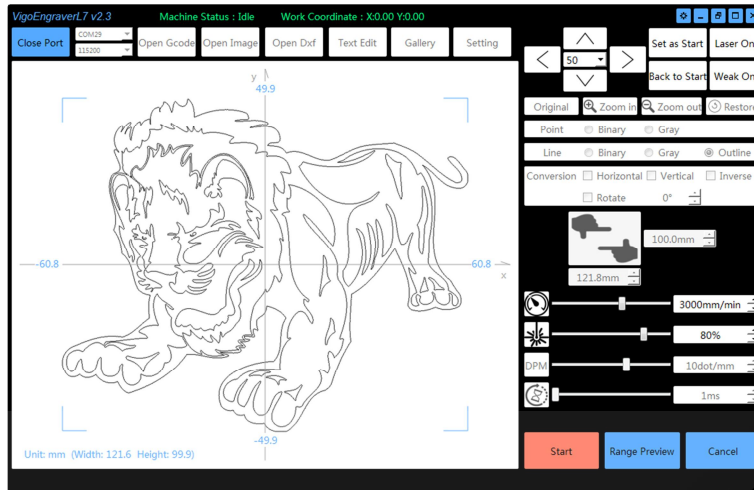 VigoEngraverL7 v2.3 Machine Status : Idle Work Coordinate : X:0.00 Y:0.00
Close Port COM29 115200 Open Gcode Open Image Open Dxf Text Edit Gallery Setting
50 Set as Start Laser On
Back to Start Weak On
Original Zoom in Zoom out Restore
Point Binary Gray
Line Binary Gray Outline
Conversion Horizontal Vertical Inverse
Rotate 0°
100.0mm
121.8mm
3000mm/min
80%
DPM 10dot/mm
1ms
y
49.9
-60.8 60.8
x
-49.9
Unit: mm (Width: 121.6 Height: 99.9)
Start Range Preview Cancel